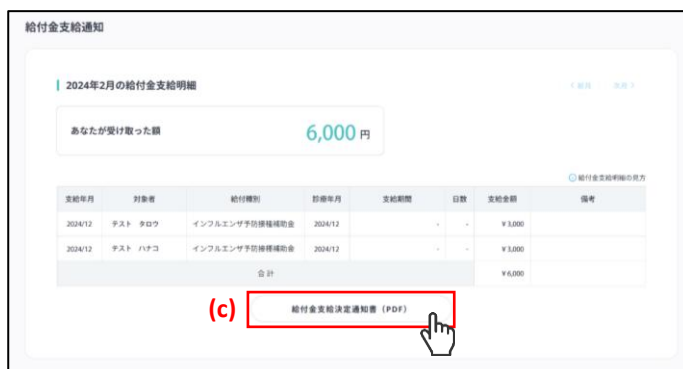 給付金支給通知
2024年2月の給付金支給明細
あなたが受け取った額 6,000 円
給付金支給明細の見方
支給年月 対象者 給付種別 診療年月 支給期間 日数 支給金額 備考
2024/12 テスト タロウ インフルエンザ予防接種補助金 2024/12 - - ¥3,000
2024/12 テスト ハナコ インフルエンザ予防接種補助金 2024/12 - - ¥3,000
合計 ¥6,000
(c) 給付金支給決定通知書（PDF）